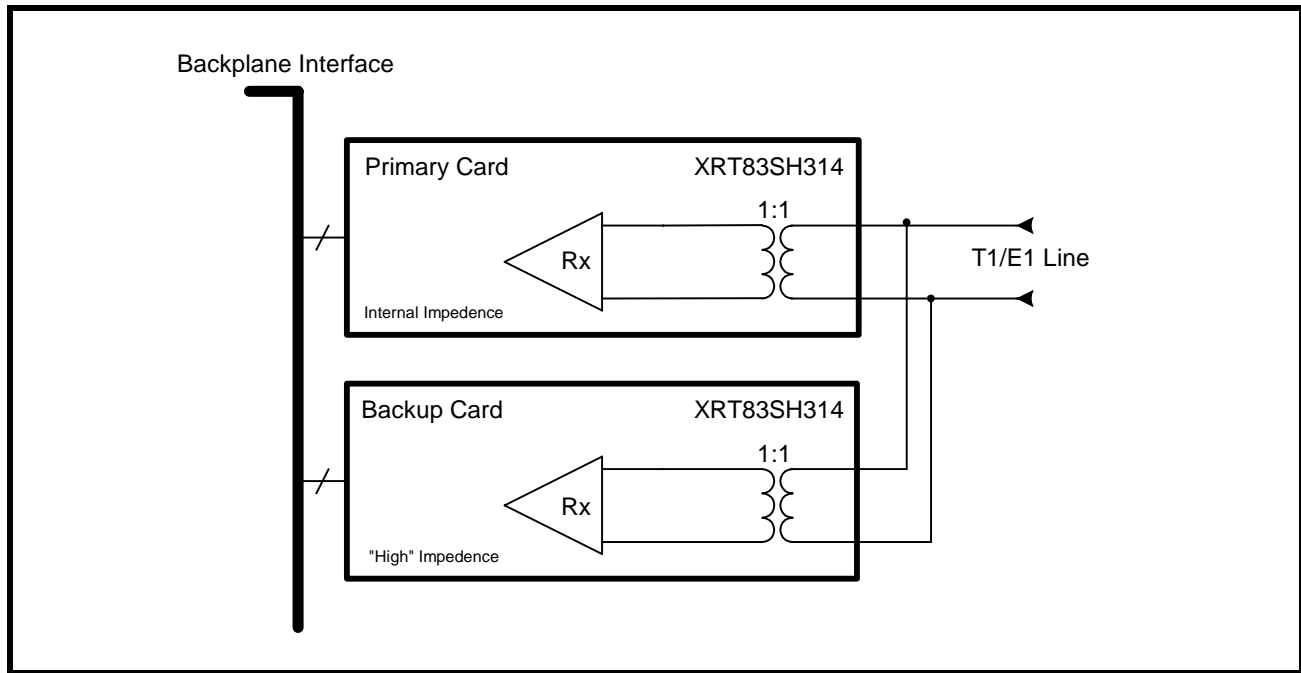 Backplane Interface
Primary Card XRT83SH314
1:1
Rx
T1/E1 Line
Internal Impedence
Backup Card XRT83SH314
1:1
Rx
"High" Impedence